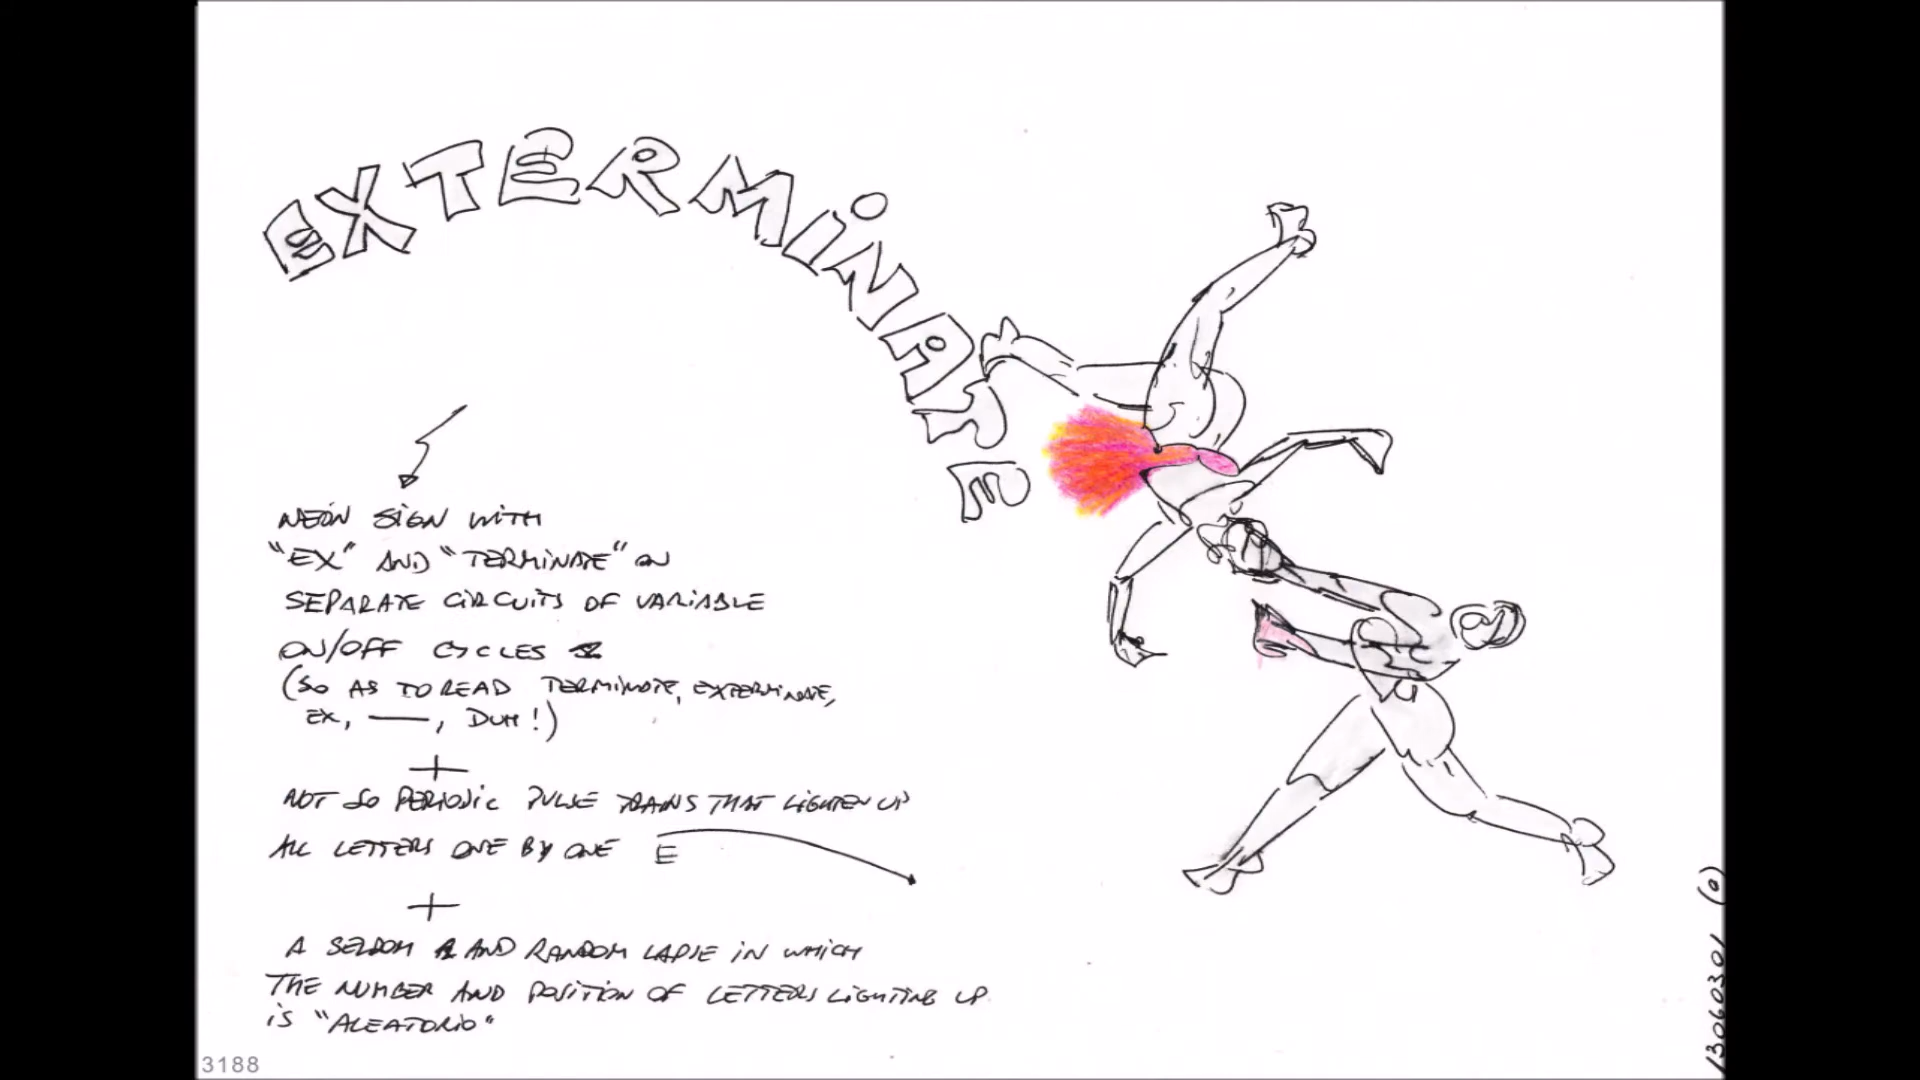 EXTERMiNATE
NEON SiGN WiTH
"EX" AND "TERMiNATE" ON
SEPARATE CiRCUiTS OF VARiABLE
ON/OFF CYCLES
(SO AS TO READ TERMINATE, EXTERMiNATE,
EX, ——, DUH!)
+
NOT SO PERIODiC PULSE TRAiNS THAT LiGHTEN UP
ALL LETTERS ONE BY ONE E
+
A SELDOM AND RANDOM LAPSE iN WHiCH
THE NUMBER AND POSiTiON OF LETTERS LiGHTiNG UP
iS "ALEATORiO"
13060301 (a)
3188